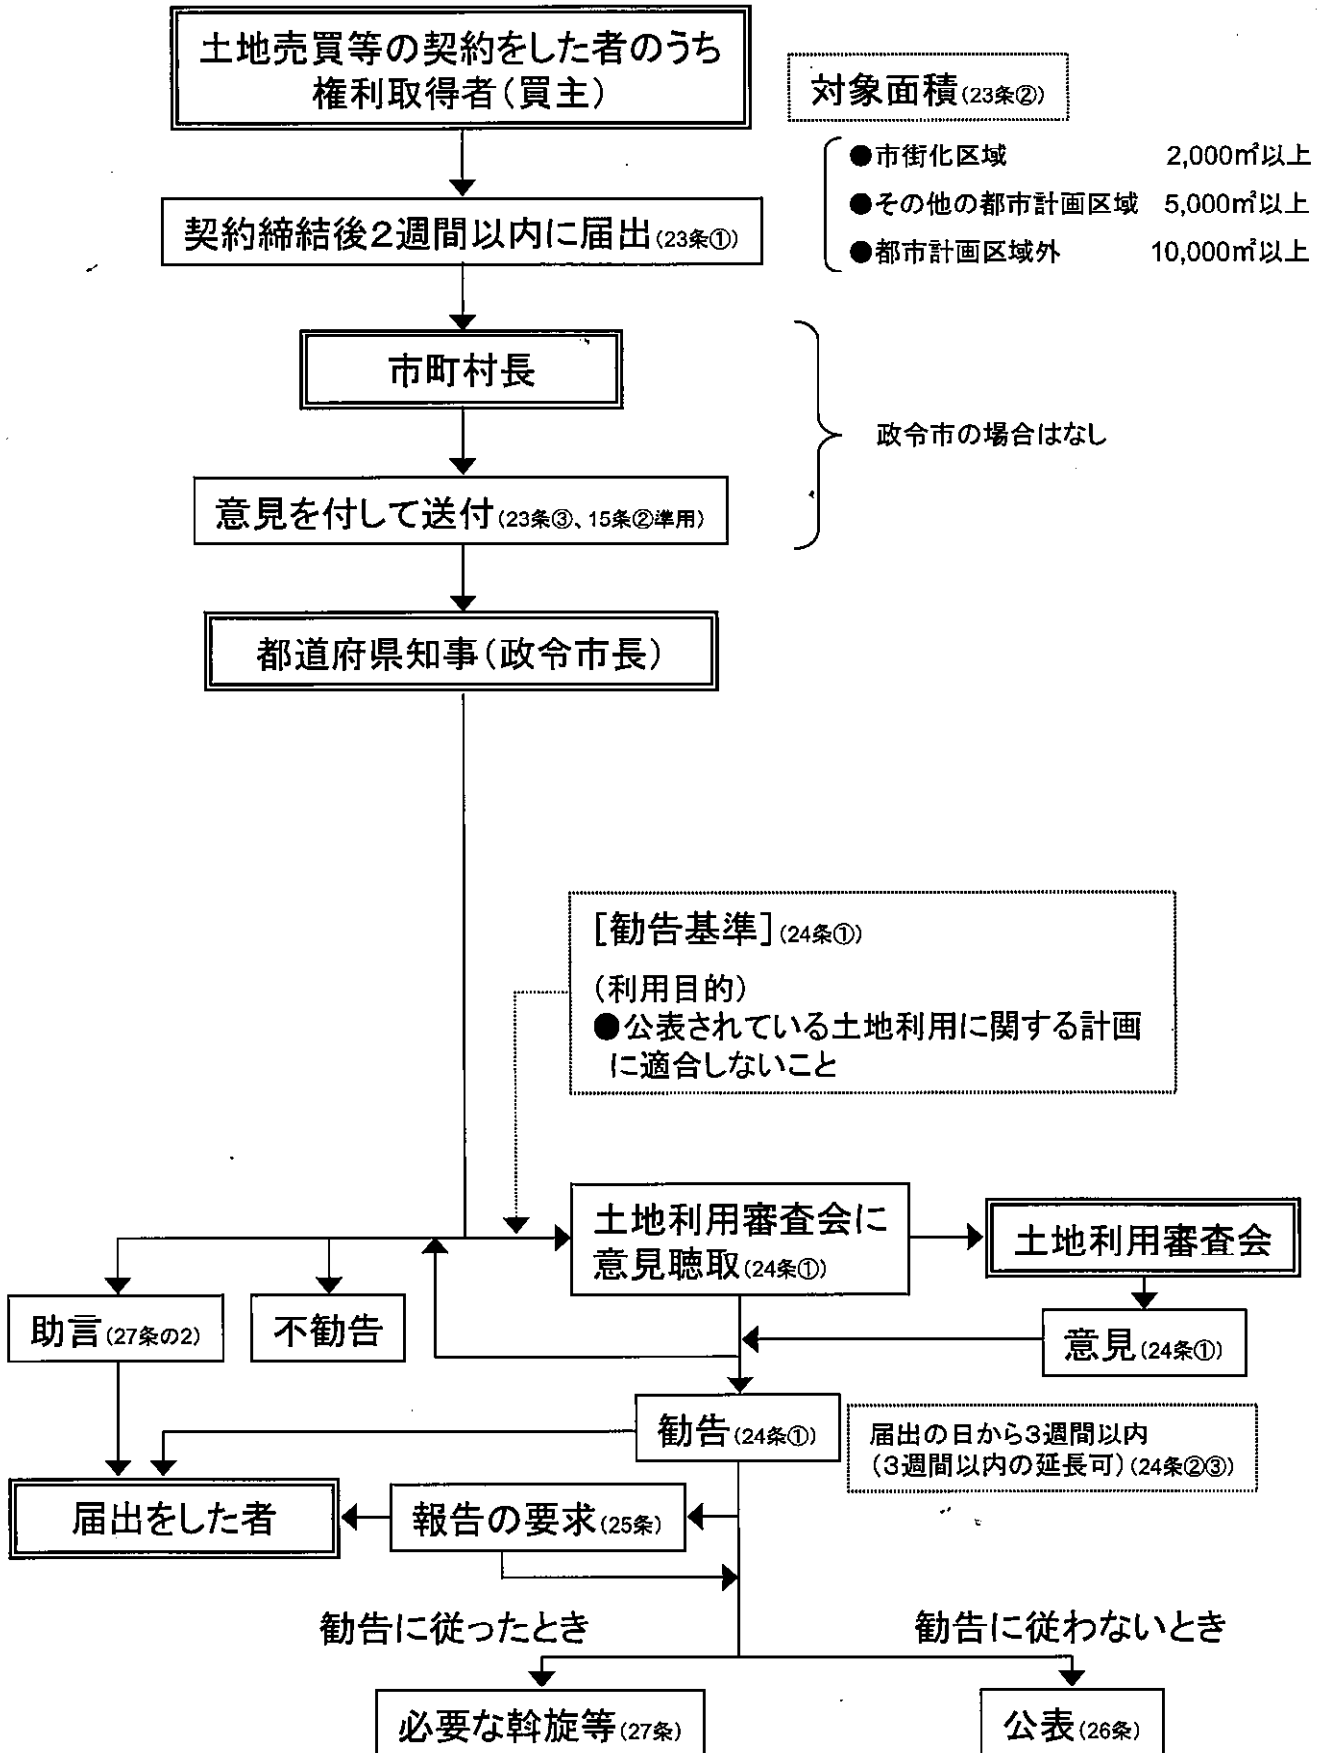 土地売買等の契約をした者のうち
権利取得者(買主)
対象面積(23条②)
●市街化区域 2,000㎡以上
●その他の都市計画区域 5,000㎡以上
●都市計画区域外 10,000㎡以上
契約締結後2週間以内に届出(23条①)
市町村長
政令市の場合はなし
意見を付して送付(23条③、15条②準用)
都道府県知事(政令市長)
[勧告基準](24条①)
(利用目的)
●公表されている土地利用に関する計画
に適合しないこと
土地利用審査会に
意見聴取(24条①)
土地利用審査会
助言(27条の2)
不勧告
意見(24条①)
勧告(24条①)
届出の日から3週間以内
(3週間以内の延長可)(24条②③)
届出をした者
報告の要求(25条)
勧告に従ったとき
勧告に従わないとき
必要な斡旋等(27条)
公表(26条)